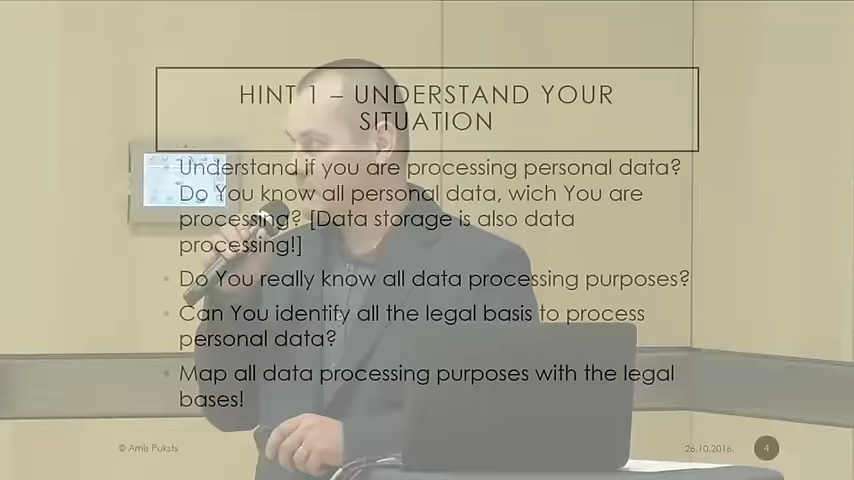 HINT 1 – UNDERSTAND YOUR
SITUATION
Understand if you are processing personal data?
Do You know all personal data, wich You are
processing? [Data storage is also data
processing!]
Do You really know all data processing purposes?
Can You identify all the legal basis to process
personal data?
Map all data processing purposes with the legal
bases!
© Arnis Puksts
26.10.2016.
4